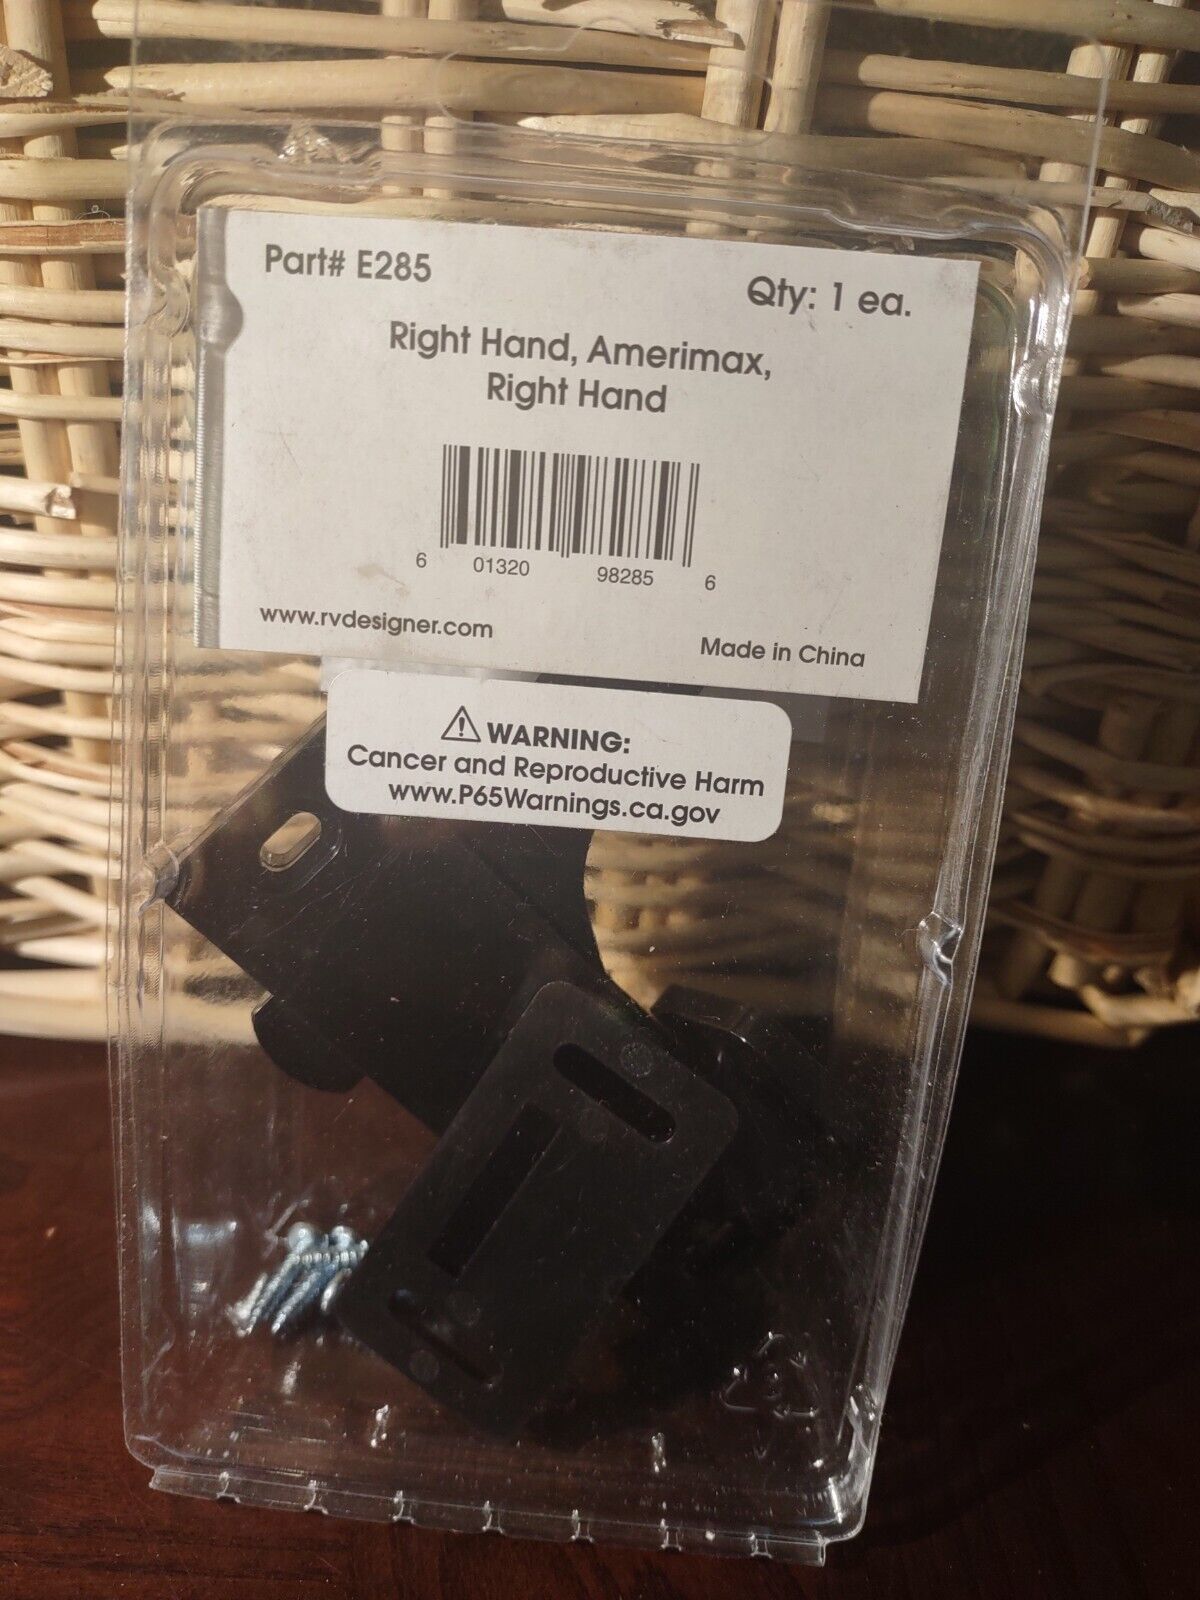 Part# E285
Qty: 1 ea.
Right Hand, Amerimax,
Right Hand
6 01320 98285 6
www.rvdesigner.com
Made in China
⚠ WARNING:
Cancer and Reproductive Harm
www.P65Warnings.ca.gov